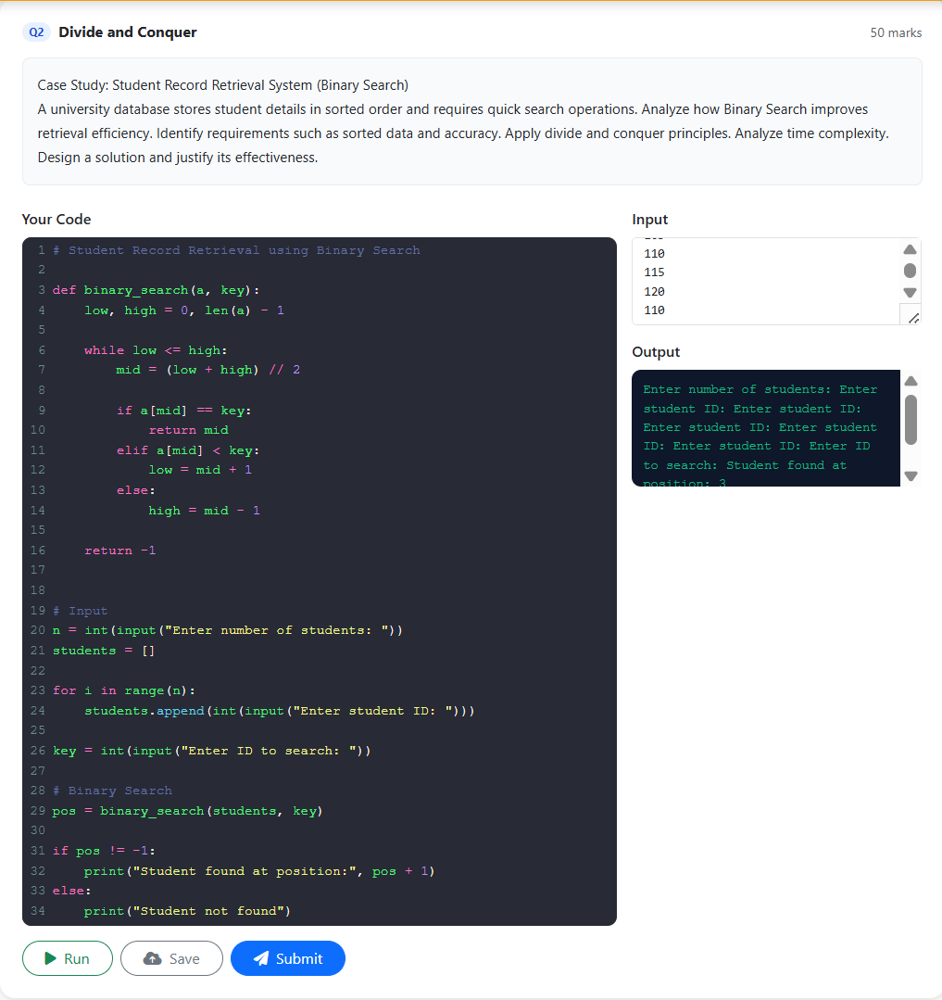 Q2 Divide and Conquer 50 marks
Case Study: Student Record Retrieval System (Binary Search)
A university database stores student details in sorted order and requires quick search operations. Analyze how Binary Search improves
retrieval efficiency. Identify requirements such as sorted data and accuracy. Apply divide and conquer principles. Analyze time complexity.
Design a solution and justify its effectiveness.
Your Code
1 # Student Record Retrieval using Binary Search
2
3 def binary_search(a, key):
4     low, high = 0, len(a) - 1
5
6     while low <= high:
7         mid = (low + high) // 2
8
9         if a[mid] == key:
10             return mid
11         elif a[mid] < key:
12             low = mid + 1
13         else:
14             high = mid - 1
15
16     return -1
17
18
19 # Input
20 n = int(input("Enter number of students: "))
21 students = []
22
23 for i in range(n):
24     students.append(int(input("Enter student ID: ")))
25
26 key = int(input("Enter ID to search: "))
27
28 # Binary Search
29 pos = binary_search(students, key)
30
31 if pos != -1:
32     print("Student found at position:", pos + 1)
33 else:
34     print("Student not found")
Input
110
115
120
110
Output
Enter number of students: Enter
student ID: Enter student ID:
Enter student ID: Enter student
ID: Enter student ID: Enter ID
to search: Student found at
position: 3
Run
Save
Submit